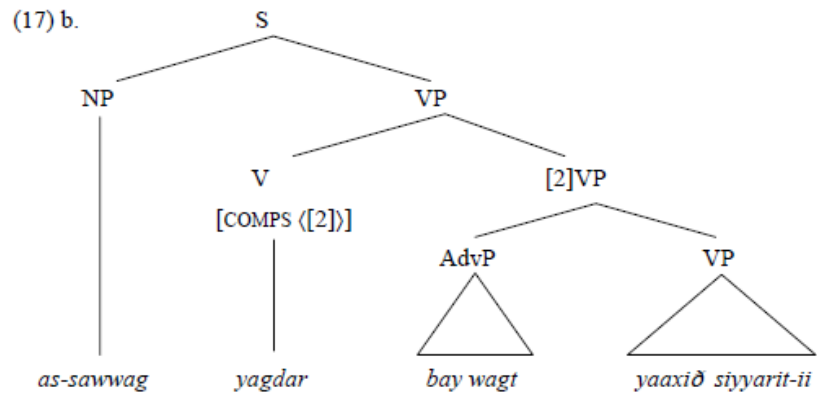 (17) b. S
NP VP
V [2]VP
[COMPS ⟨[2]⟩]
AdvP VP
as-sawwag yagdar bay wagt yaaxið siyyarit-ii